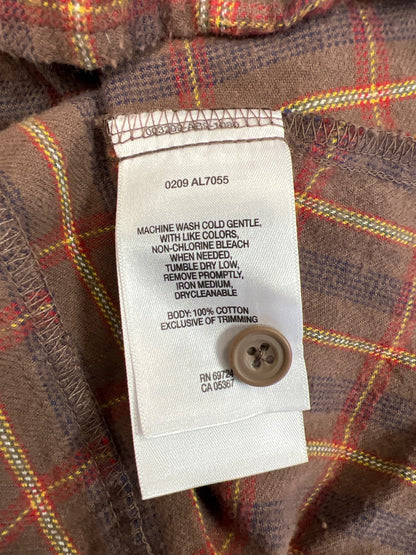 0209 AL7055
MACHINE WASH COLD GENTLE,
WITH LIKE COLORS,
NON-CHLORINE BLEACH
WHEN NEEDED,
TUMBLE DRY LOW,
REMOVE PROMPTLY,
IRON MEDIUM,
DRYCLEANABLE
BODY: 100% COTTON
EXCLUSIVE OF TRIMMING
RN 69724
CA 05367